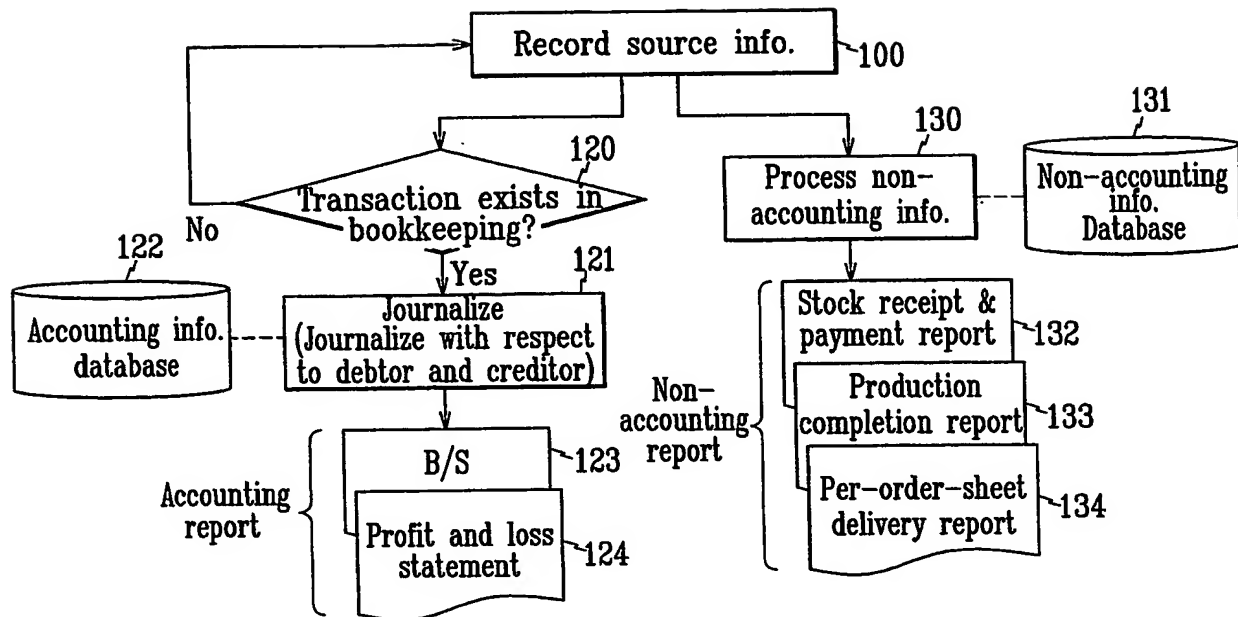 Record source info.
100
131
130
120
Process non-
accounting info.
Non-accounting
info.
Database
Transaction exists in
bookkeeping?
No
122
Yes
121
Accounting info.
database
Journalize
(Journalize with respect
to debtor and creditor)
Stock receipt &
payment report
132
Non-
accounting
report
Production
completion report
133
Per-order-sheet
delivery report
134
Accounting
report
B/S
123
Profit and loss
statement
124